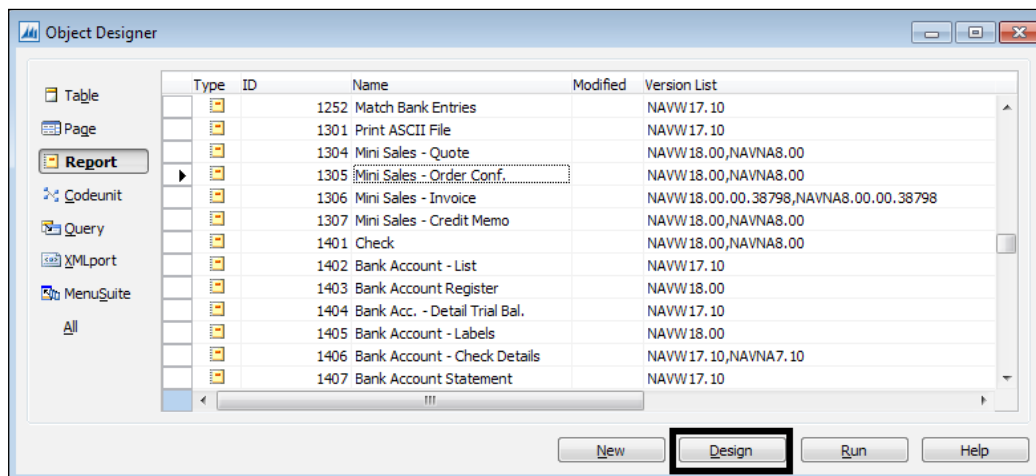 Object Designer
Type ID Name Modified Version List
Table
Page
Report
Codeunit
Query
XMLport
MenuSuite
All
1252 Match Bank Entries NAVW17.10
1301 Print ASCII File NAVW17.10
1304 Mini Sales - Quote NAVW18.00,NAVNA8.00
1305 Mini Sales - Order Conf. NAVW18.00,NAVNA8.00
1306 Mini Sales - Invoice NAVW18.00.00.38798,NAVNA8.00.00.38798
1307 Mini Sales - Credit Memo NAVW18.00,NAVNA8.00
1401 Check NAVW18.00,NAVNA8.00
1402 Bank Account - List NAVW17.10
1403 Bank Account Register NAVW18.00
1404 Bank Acc. - Detail Trial Bal. NAVW17.10
1405 Bank Account - Labels NAVW18.00
1406 Bank Account - Check Details NAVW17.10,NAVNA7.10
1407 Bank Account Statement NAVW17.10
New Design Run Help